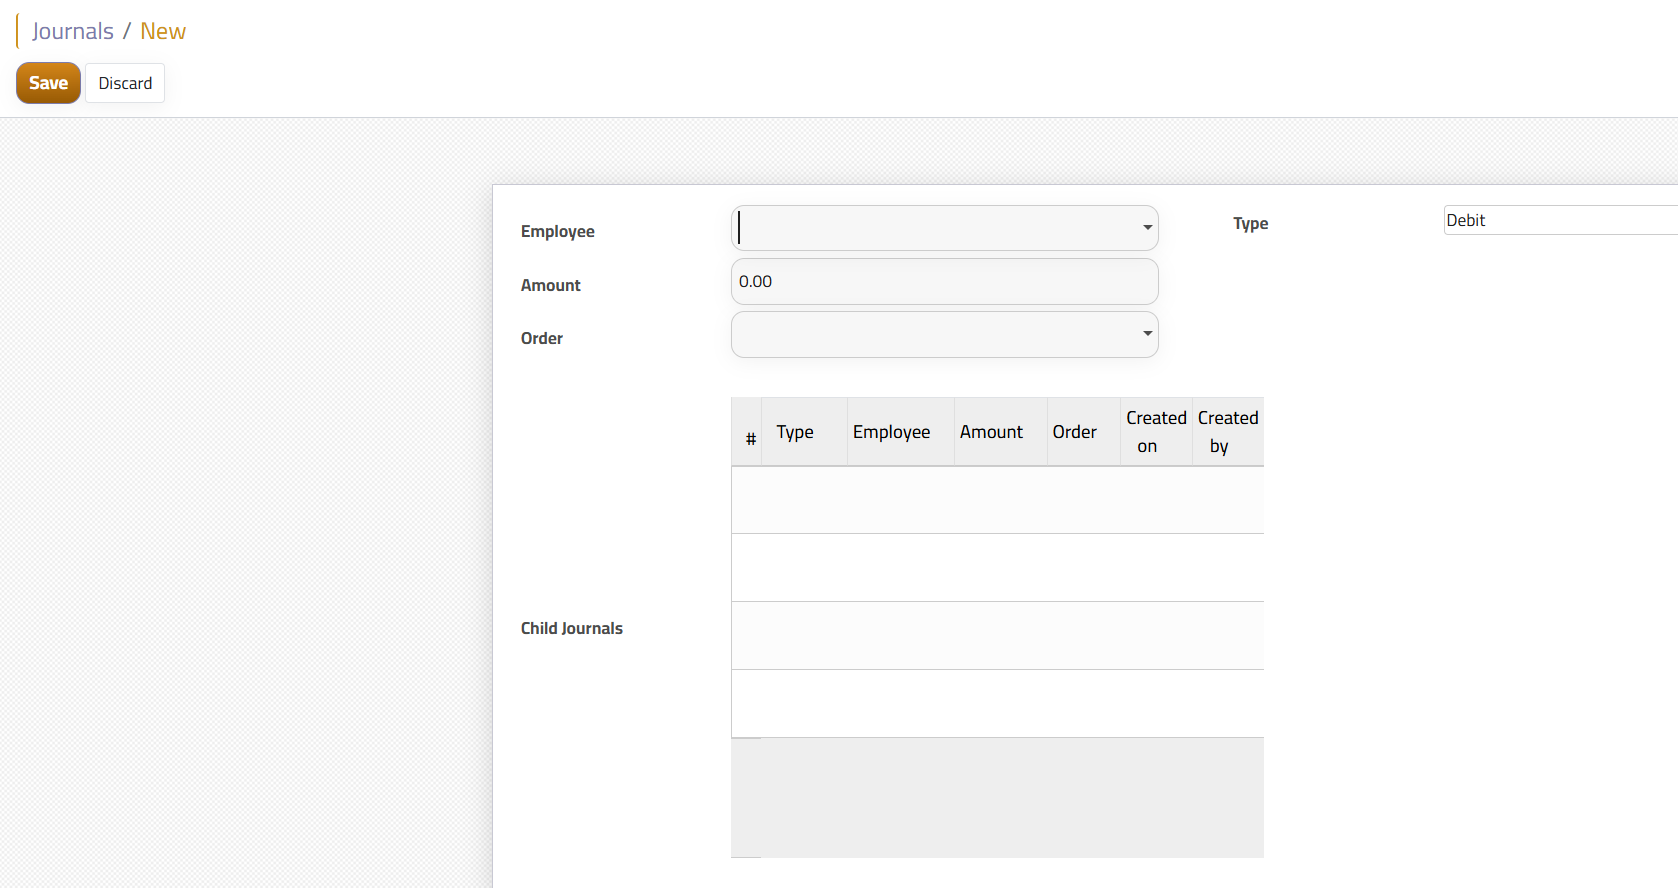 Journals / New
Save Discard
Employee
Type Debit
Amount 0.00
Order
# Type Employee Amount Order Created on Created by
Child Journals